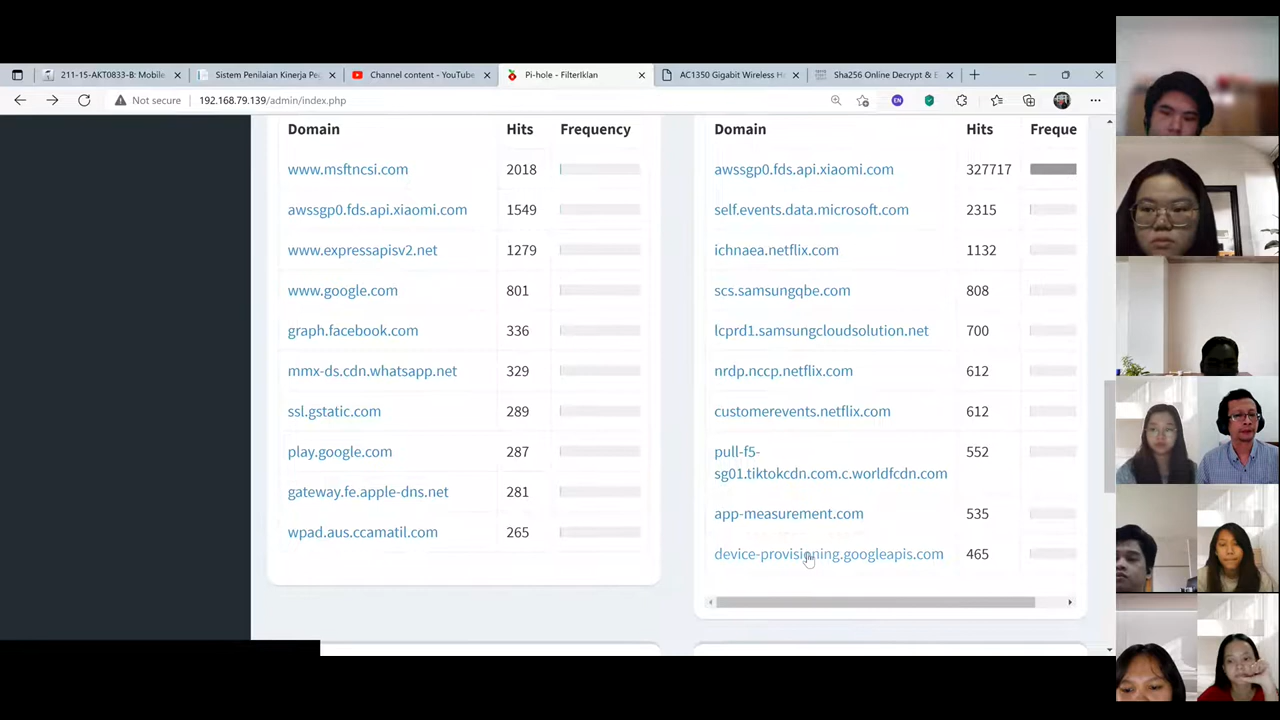 211-15-AKT0833-B: Mobile
Sistem Penilaian Kinerja Pe
Channel content - YouTube
Pi-hole - FilterIklan
AC1350 Gigabit Wireless H
Sha256 Online Decrypt & E
Not secure
192.168.79.139/admin/index.php
EN
Domain Hits Frequency
www.msftncsi.com 2018
awssgp0.fds.api.xiaomi.com 1549
www.expressapisv2.net 1279
www.google.com 801
graph.facebook.com 336
mmx-ds.cdn.whatsapp.net 329
ssl.gstatic.com 289
play.google.com 287
gateway.fe.apple-dns.net 281
wpad.aus.ccamatil.com 265
Domain Hits Freque
awssgp0.fds.api.xiaomi.com 327717
self.events.data.microsoft.com 2315
ichnaea.netflix.com 1132
scs.samsungqbe.com 808
lcprd1.samsungcloudsolution.net 700
nrdp.nccp.netflix.com 612
customerevents.netflix.com 612
pull-f5- 552
sg01.tiktokcdn.com.c.worldfcdn.com
app-measurement.com 535
device-provisioning.googleapis.com 465